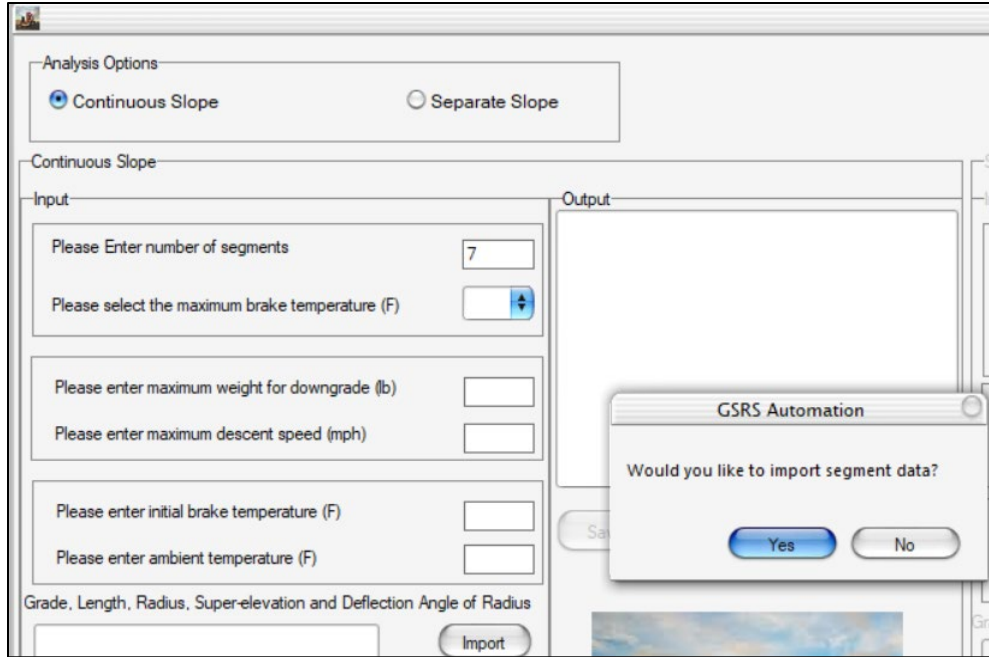 Analysis Options
Continuous Slope
Separate Slope
Continuous Slope
Input
Output
Please Enter number of segments
7
Please select the maximum brake temperature (F)
Please enter maximum weight for downgrade (lb)
Please enter maximum descent speed (mph)
GSRS Automation
Would you like to import segment data?
Yes
No
Please enter initial brake temperature (F)
Please enter ambient temperature (F)
Grade, Length, Radius, Super-elevation and Deflection Angle of Radius
Import